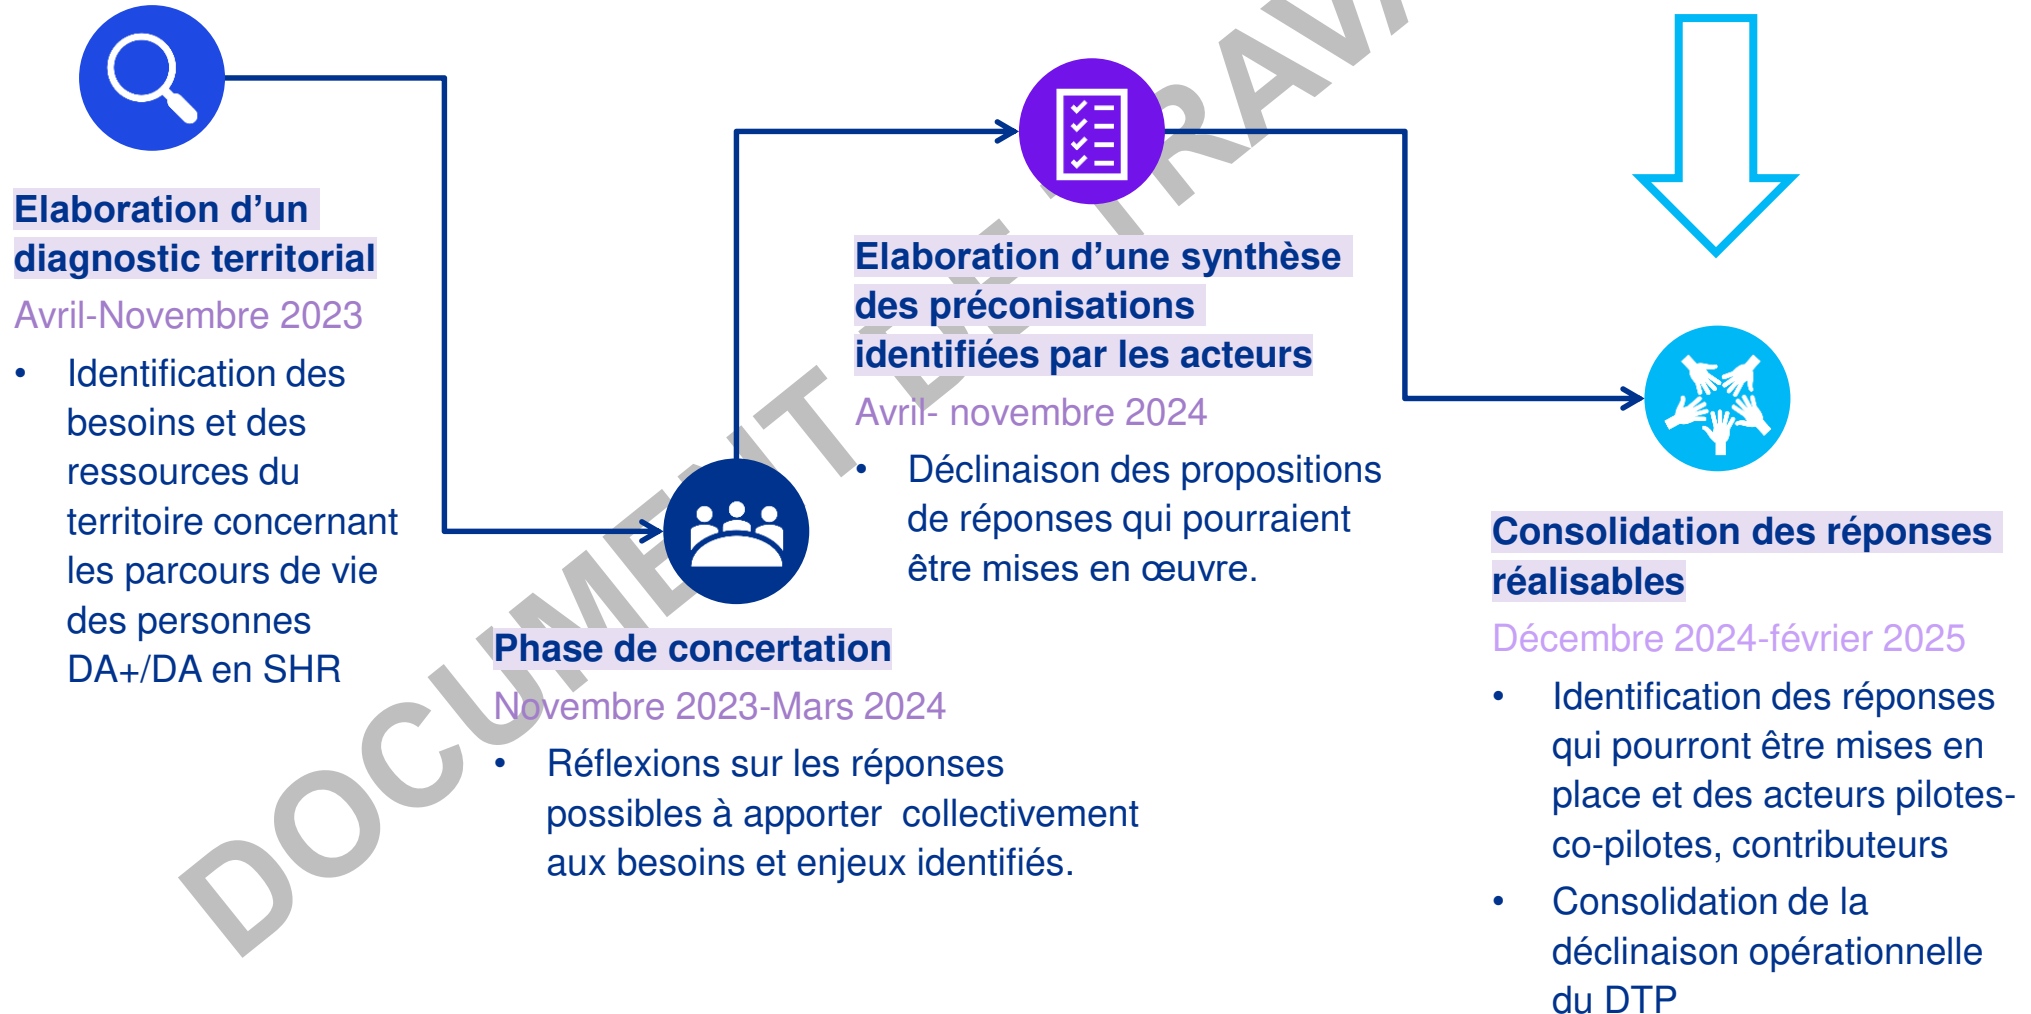 Elaboration d’un
diagnostic territorial
Avril-Novembre 2023
• Identification des
besoins et des
ressources du
territoire concernant
les parcours de vie
des personnes
DA+/DA en SHR
Phase de concertation
Novembre 2023-Mars 2024
• Réflexions sur les réponses
possibles à apporter  collectivement
aux besoins et enjeux identifiés.
Elaboration d’une synthèse
des préconisations
identifiées par les acteurs
Avril- novembre 2024
• Déclinaison des propositions
de réponses qui pourraient
être mises en œuvre.
Consolidation des réponses
réalisables
Décembre 2024-février 2025
• Identification des réponses
qui pourront être mises en
place et des acteurs pilotes-
co-pilotes, contributeurs
• Consolidation de la
déclinaison opérationnelle
du DTP
DOCUMENT DE TRAVA